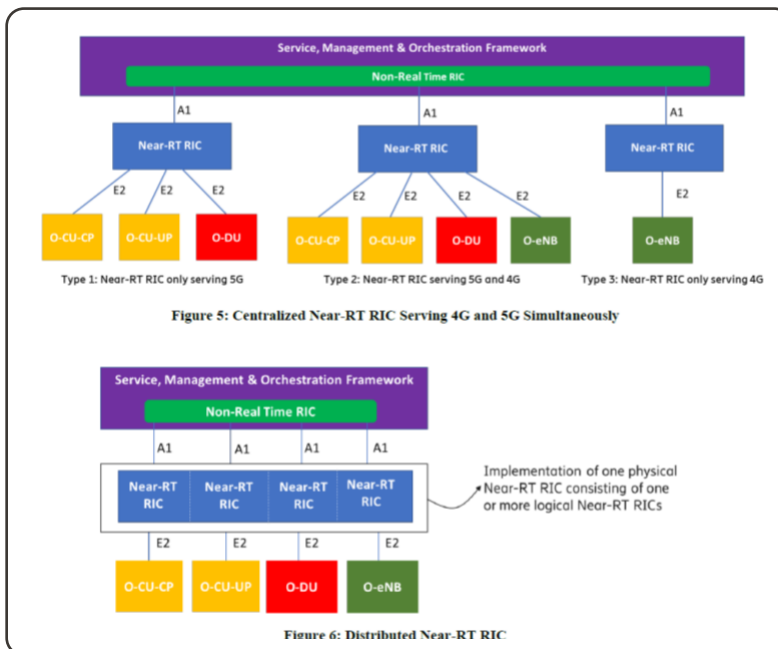 Service, Management & Orchestration Framework
Non-Real Time RIC
A1 A1 A1
Near-RT RIC Near-RT RIC Near-RT RIC
E2 E2 E2 E2 E2 E2 E2 E2
O-CU-CP O-CU-UP O-DU O-CU-CP O-CU-UP O-DU O-eNB O-eNB
Type 1: Near-RT RIC only serving 5G Type 2: Near-RT RIC serving 5G and 4G Type 3: Near-RT RIC only serving 4G
Figure 5: Centralized Near-RT RIC Serving 4G and 5G Simultaneously
Service, Management & Orchestration Framework
Non-Real Time RIC
A1 A1 A1 A1
Near-RT Near-RT Near-RT Near-RT
RIC RIC RIC RIC
Implementation of one physical
Near-RT RIC consisting of one
or more logical Near-RT RICs
E2 E2 E2 E2
O-CU-CP O-CU-UP O-DU O-eNB
Figure 6: Distributed Near-RT RIC